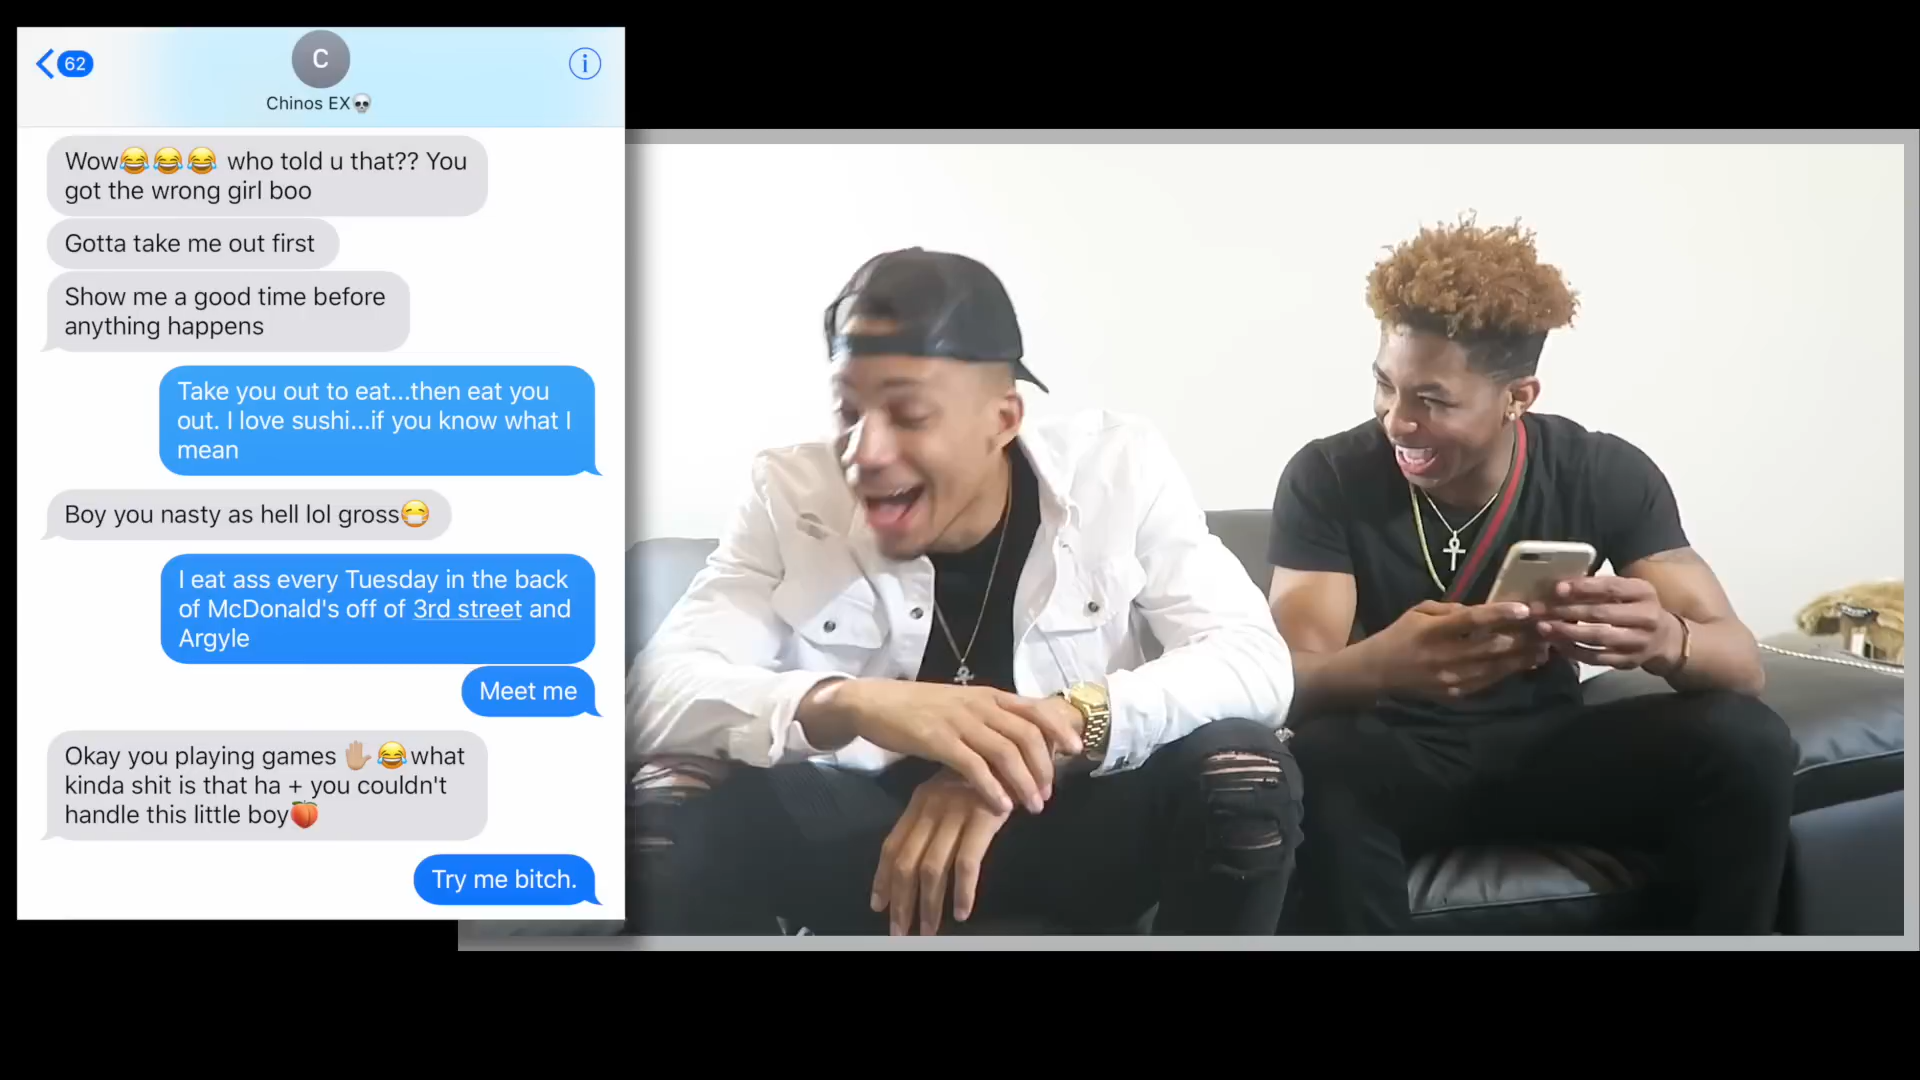 62
C
Chinos EX💀
Wow😂😂😂 who told u that?? You
got the wrong girl boo
Gotta take me out first
Show me a good time before
anything happens
Take you out to eat...then eat you
out. I love sushi...if you know what I
mean
Boy you nasty as hell lol gross😷
I eat ass every Tuesday in the back
of McDonald's off of 3rd street and
Argyle
Meet me
Okay you playing games ✋🏼😂what
kinda shit is that ha + you couldn't
handle this little boy🍑
Try me bitch.